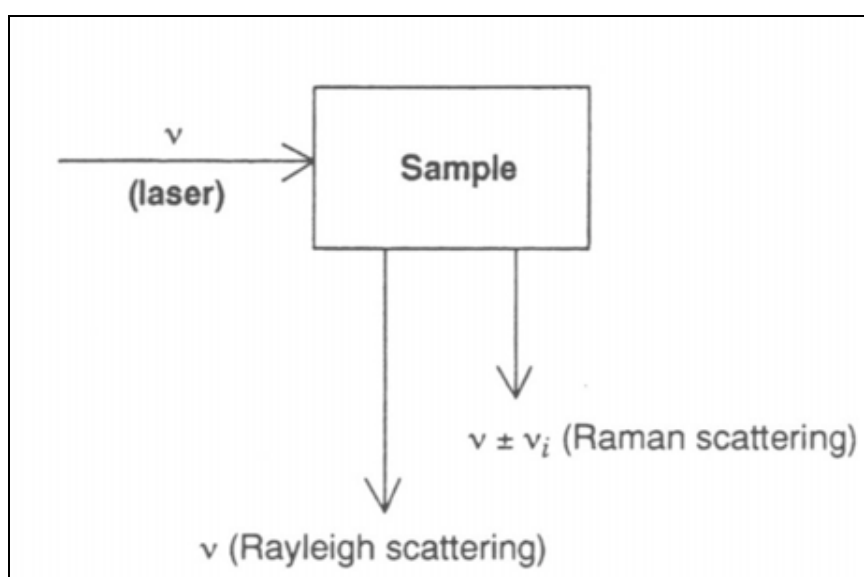 ν
(laser)
Sample
ν ± νᵢ (Raman scattering)
ν (Rayleigh scattering)